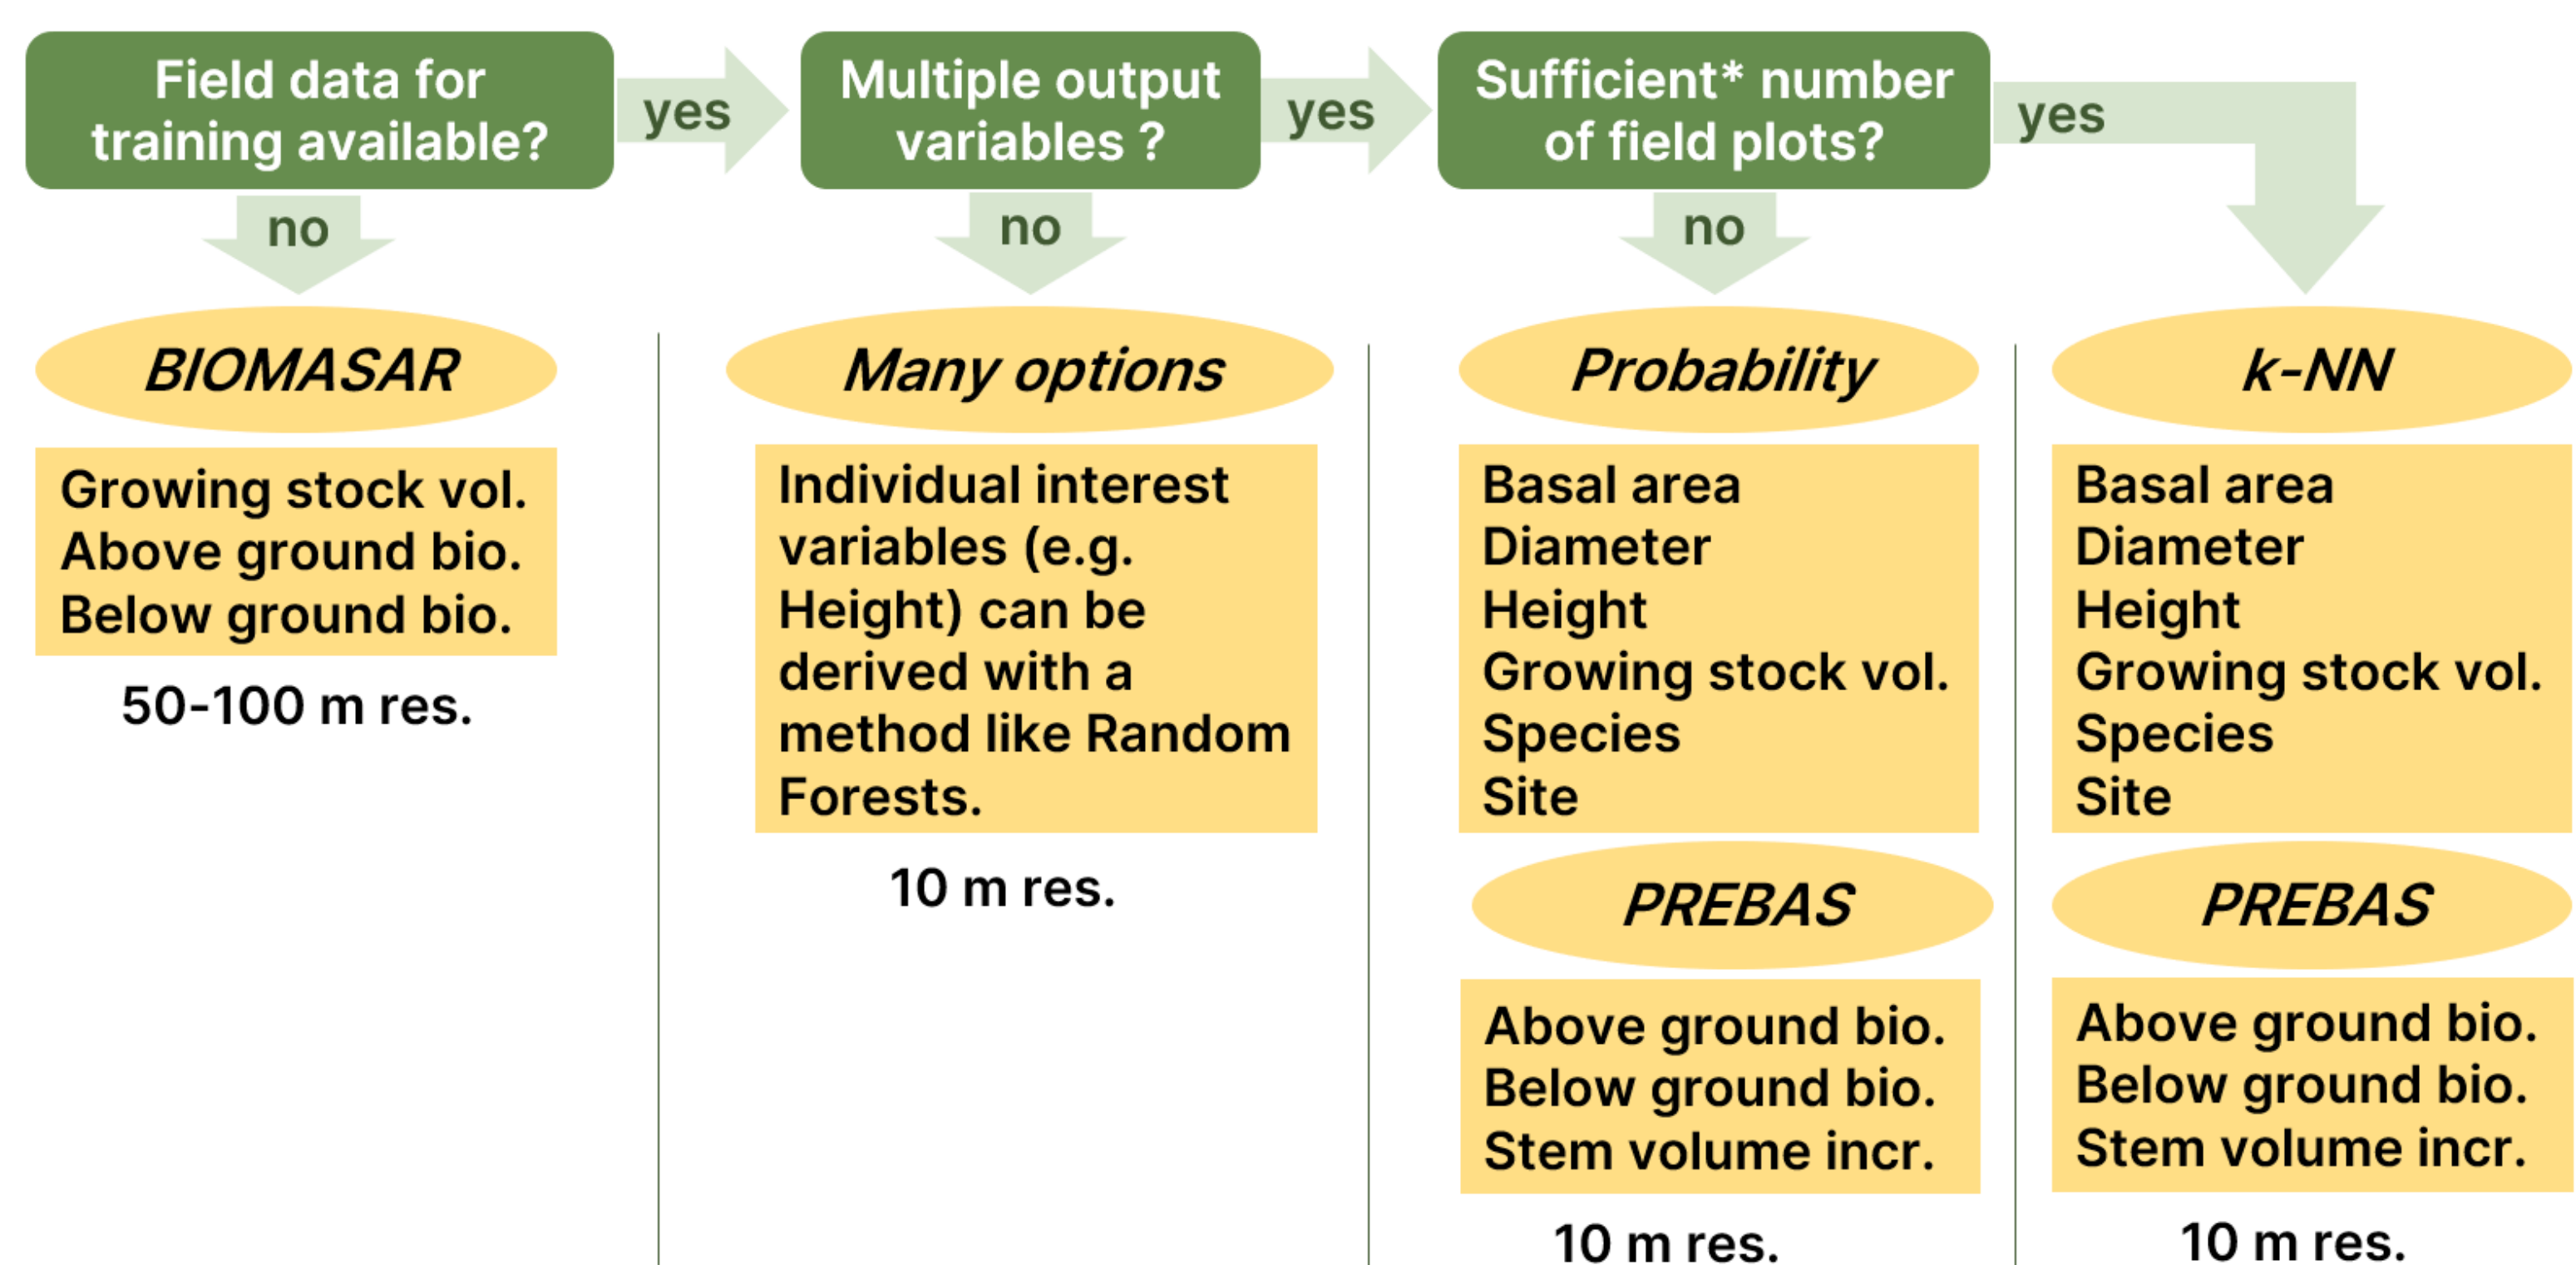 Field data for
training available?
yes
Multiple output
variables ?
yes
Sufficient* number
of field plots?
yes
no
no
no
BIOMASAR
Growing stock vol.
Above ground bio.
Below ground bio.
50-100 m res.
Many options
Individual interest
variables (e.g.
Height) can be
derived with a
method like Random
Forests.
10 m res.
Probability
Basal area
Diameter
Height
Growing stock vol.
Species
Site
PREBAS
Above ground bio.
Below ground bio.
Stem volume incr.
10 m res.
k-NN
Basal area
Diameter
Height
Growing stock vol.
Species
Site
PREBAS
Above ground bio.
Below ground bio.
Stem volume incr.
10 m res.